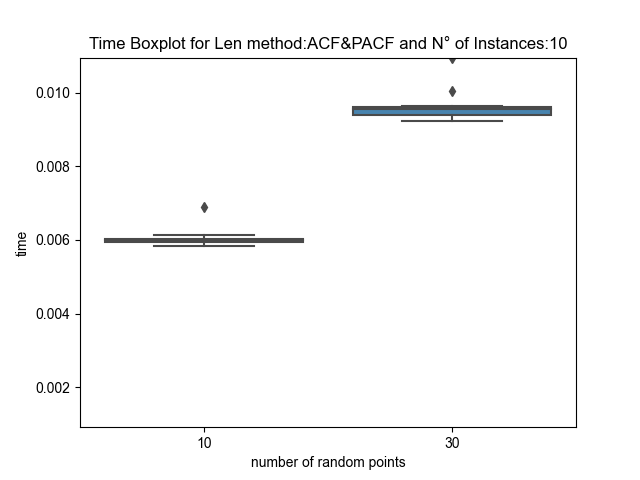 Time Boxplot for Len method:ACF&PACF and N° of Instances:10
0.010
0.008
0.006
0.004
0.002
time
10
30
number of random points